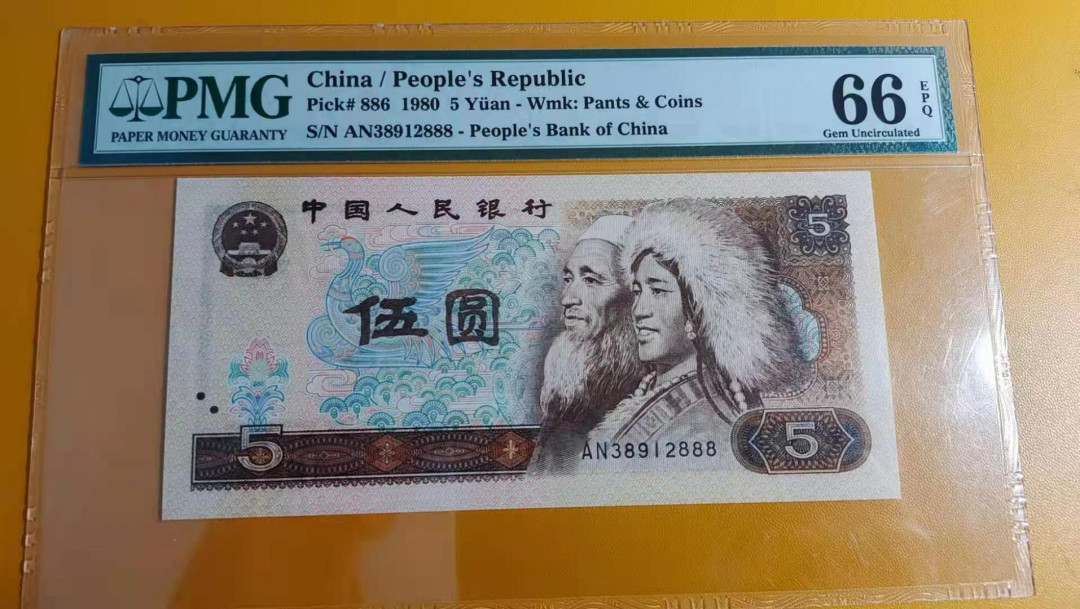 PMG
PAPER MONEY GUARANTY
China / People's Republic
Pick# 886 1980 5 Yüan - Wmk: Pants & Coins
S/N AN38912888 - People's Bank of China
66
EPQ
Gem Uncirculated
中国人民银行
5
伍圆
5
AN38912888
5